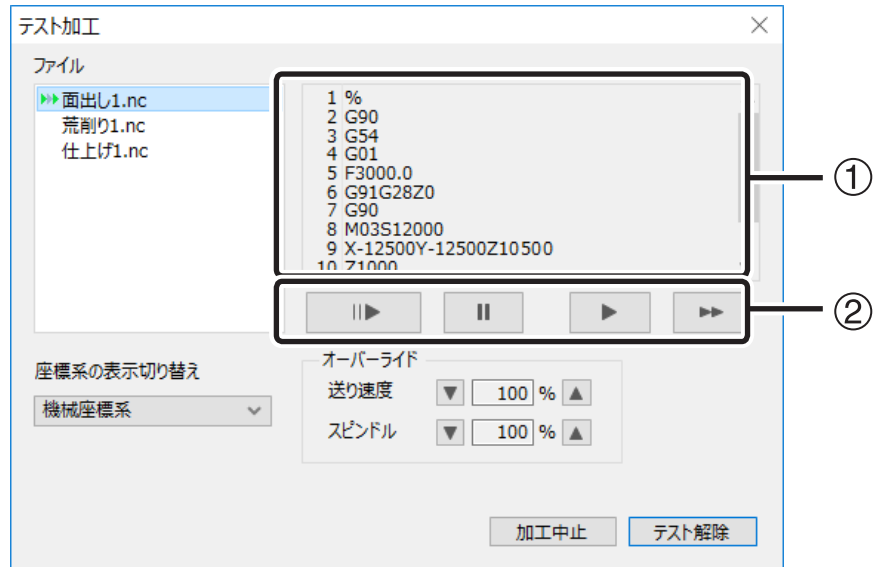 テスト加工
ファイル
面出し1.nc
荒削り1.nc
仕上げ1.nc
1 %
2 G90
3 G54
4 G01
5 F3000.0
6 G91G28Z0
7 G90
8 M03S12000
9 X-12500Y-12500Z10500
10 Z1000
①
②
座標系の表示切り替え
機械座標系
オーバーライド
送り速度 ▼ 100 % ▲
スピンドル ▼ 100 % ▲
加工中止
テスト解除